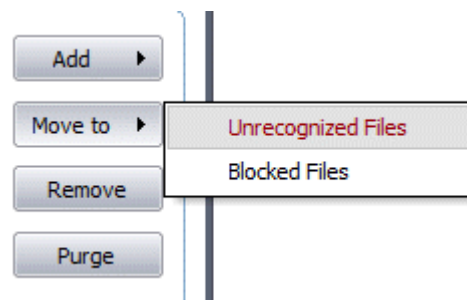 Add
Move to
Unrecognized Files
Blocked Files
Remove
Purge